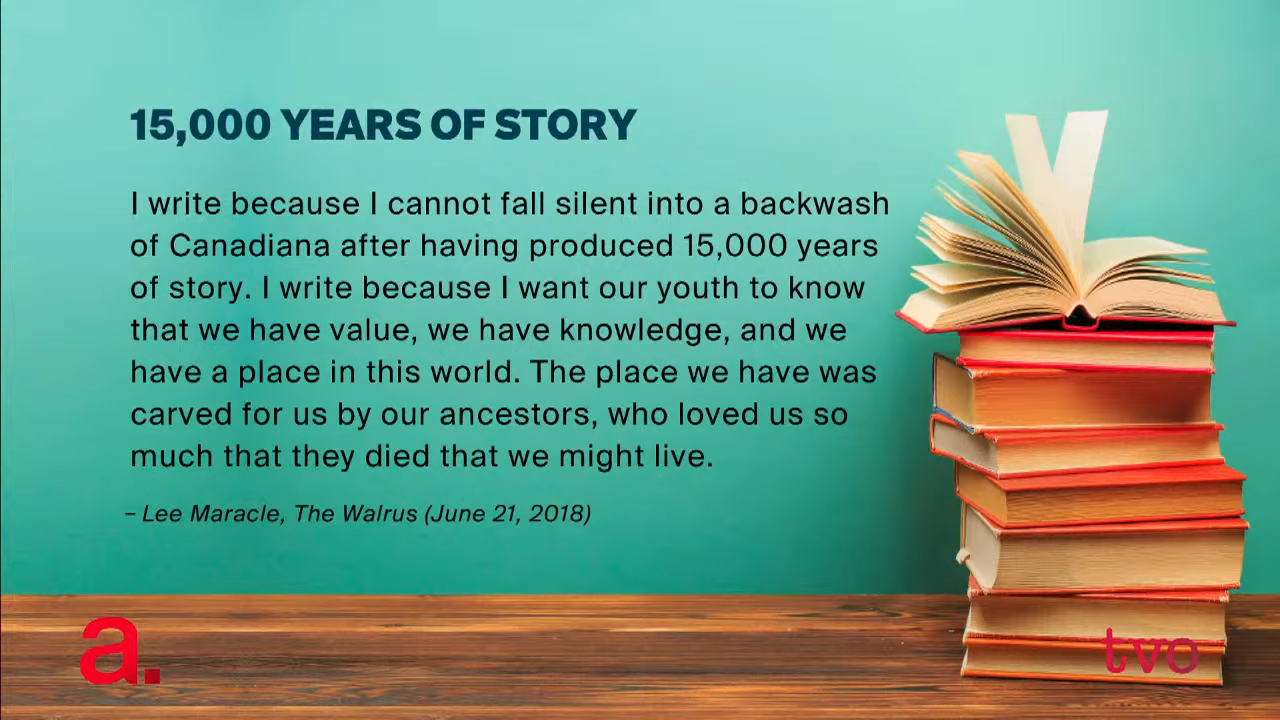 15,000 YEARS OF STORY
I write because I cannot fall silent into a backwash
of Canadiana after having produced 15,000 years
of story. I write because I want our youth to know
that we have value, we have knowledge, and we
have a place in this world. The place we have was
carved for us by our ancestors, who loved us so
much that they died that we might live.
– Lee Maracle, The Walrus (June 21, 2018)
a.
tvo